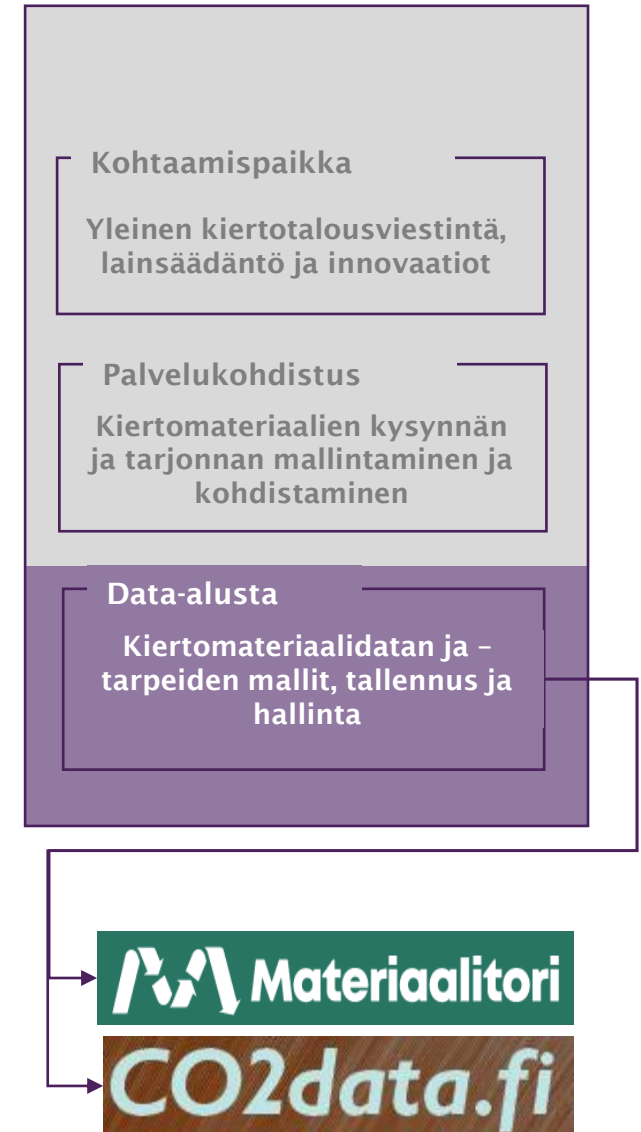 Kohtaamispaikka
Yleinen kiertotalousviestintä,
lainsäädäntö ja innovaatiot
Palvelukohdistus
Kiertomateriaalien kysynnän
ja tarjonnan mallintaminen ja
kohdistaminen
Data-alusta
Kiertomateriaalidatan ja –
tarpeiden mallit, tallennus ja
hallinta
Materiaalitori
CO2data.fi